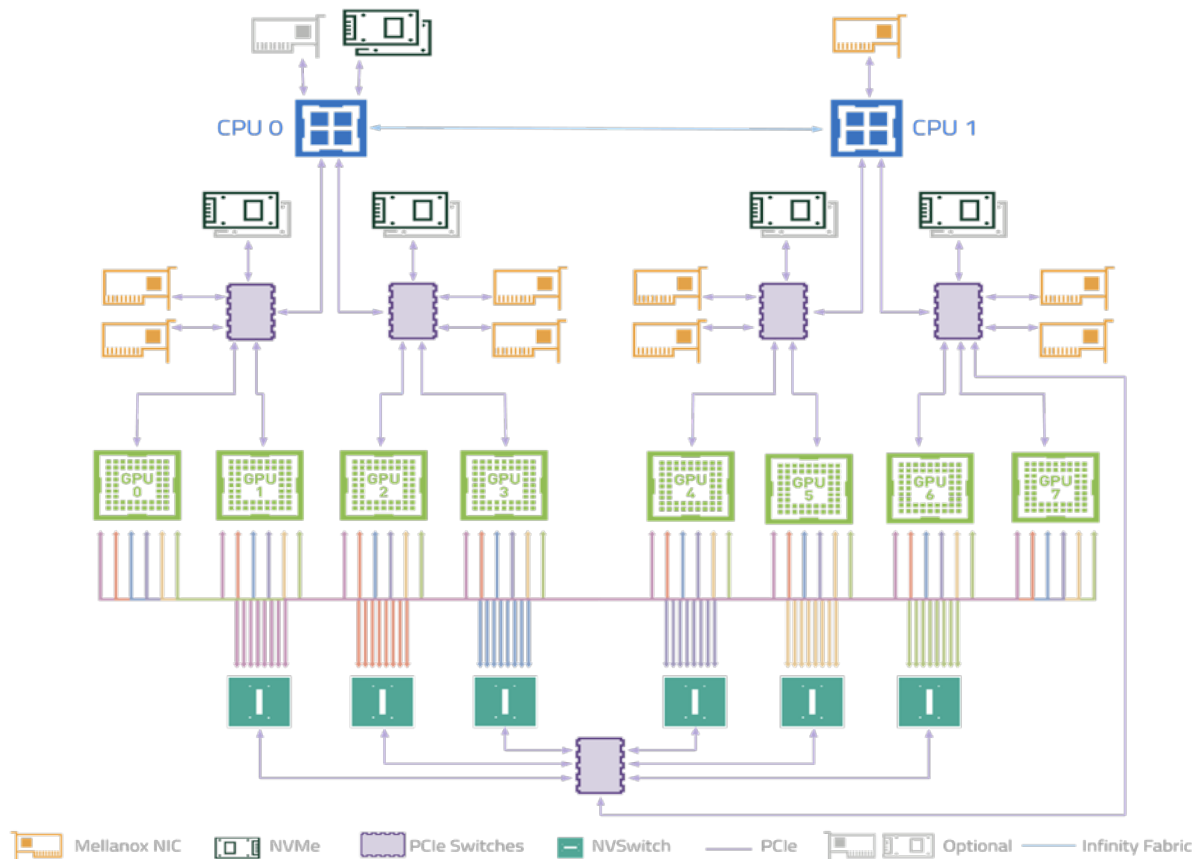 CPU 0
CPU 1
GPU
0
GPU
1
GPU
2
GPU
3
GPU
4
GPU
5
GPU
6
GPU
7
Mellanox NIC
NVMe
PCIe Switches
NVSwitch
PCIe
Optional
Infinity Fabric